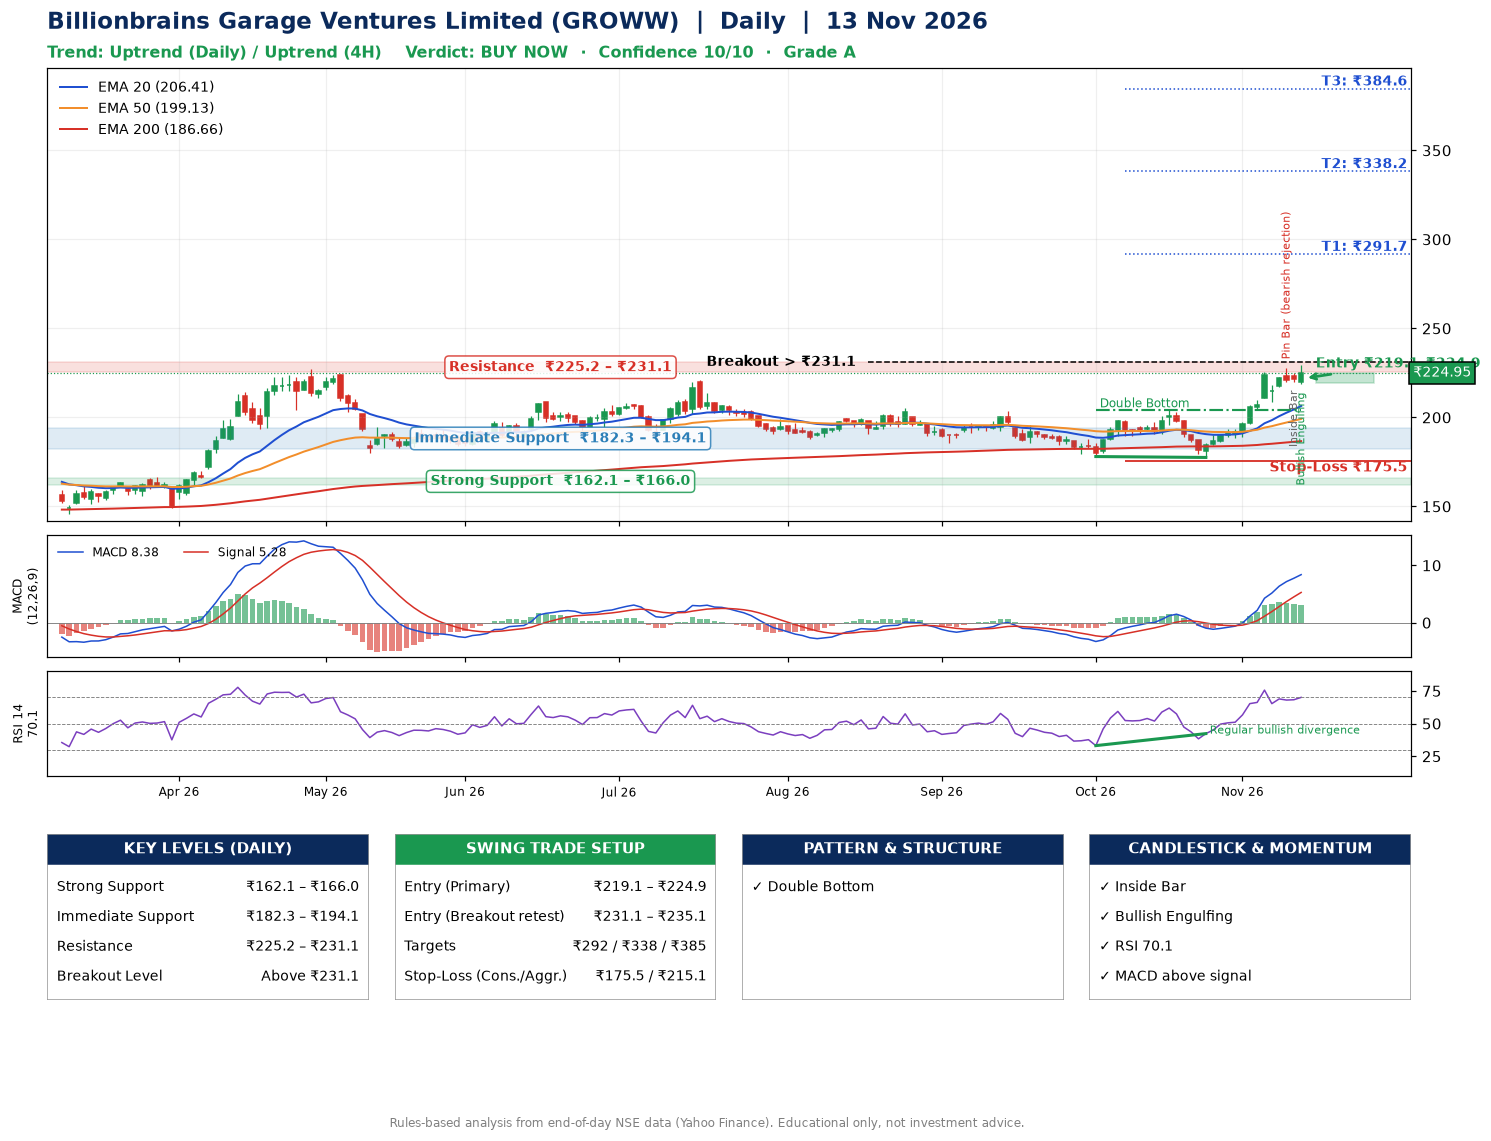 Billionbrains Garage Ventures Limited (GROWW) | Daily | 13 Nov 2026
Trend: Uptrend (Daily) / Uptrend (4H) Verdict: BUY NOW · Confidence 10/10 · Grade A
EMA 20 (206.41)
EMA 50 (199.13)
EMA 200 (186.66)
T3: ₹384.6
T2: ₹338.2
T1: ₹291.7
Pin Bar (bearish rejection)
Resistance ₹225.2 – ₹231.1
Breakout > ₹231.1
Entry ₹219.1–₹224.9
₹224.95
Double Bottom
Inside Bar
Bullish Engulfing
Immediate Support ₹182.3 – ₹194.1
Stop-Loss ₹175.5
Strong Support ₹162.1 – ₹166.0
350
300
250
200
150
MACD (12,26,9)
MACD 8.38
Signal 5.28
10
0
RSI 14
70.1
Regular bullish divergence
75
50
25
Apr 26
May 26
Jun 26
Jul 26
Aug 26
Sep 26
Oct 26
Nov 26
KEY LEVELS (DAILY)
Strong Support ₹162.1 – ₹166.0
Immediate Support ₹182.3 – ₹194.1
Resistance ₹225.2 – ₹231.1
Breakout Level Above ₹231.1
SWING TRADE SETUP
Entry (Primary) ₹219.1 – ₹224.9
Entry (Breakout retest) ₹231.1 – ₹235.1
Targets ₹292 / ₹338 / ₹385
Stop-Loss (Cons./Aggr.) ₹175.5 / ₹215.1
PATTERN & STRUCTURE
✓ Double Bottom
CANDLESTICK & MOMENTUM
✓ Inside Bar
✓ Bullish Engulfing
✓ RSI 70.1
✓ MACD above signal
Rules-based analysis from end-of-day NSE data (Yahoo Finance). Educational only, not investment advice.